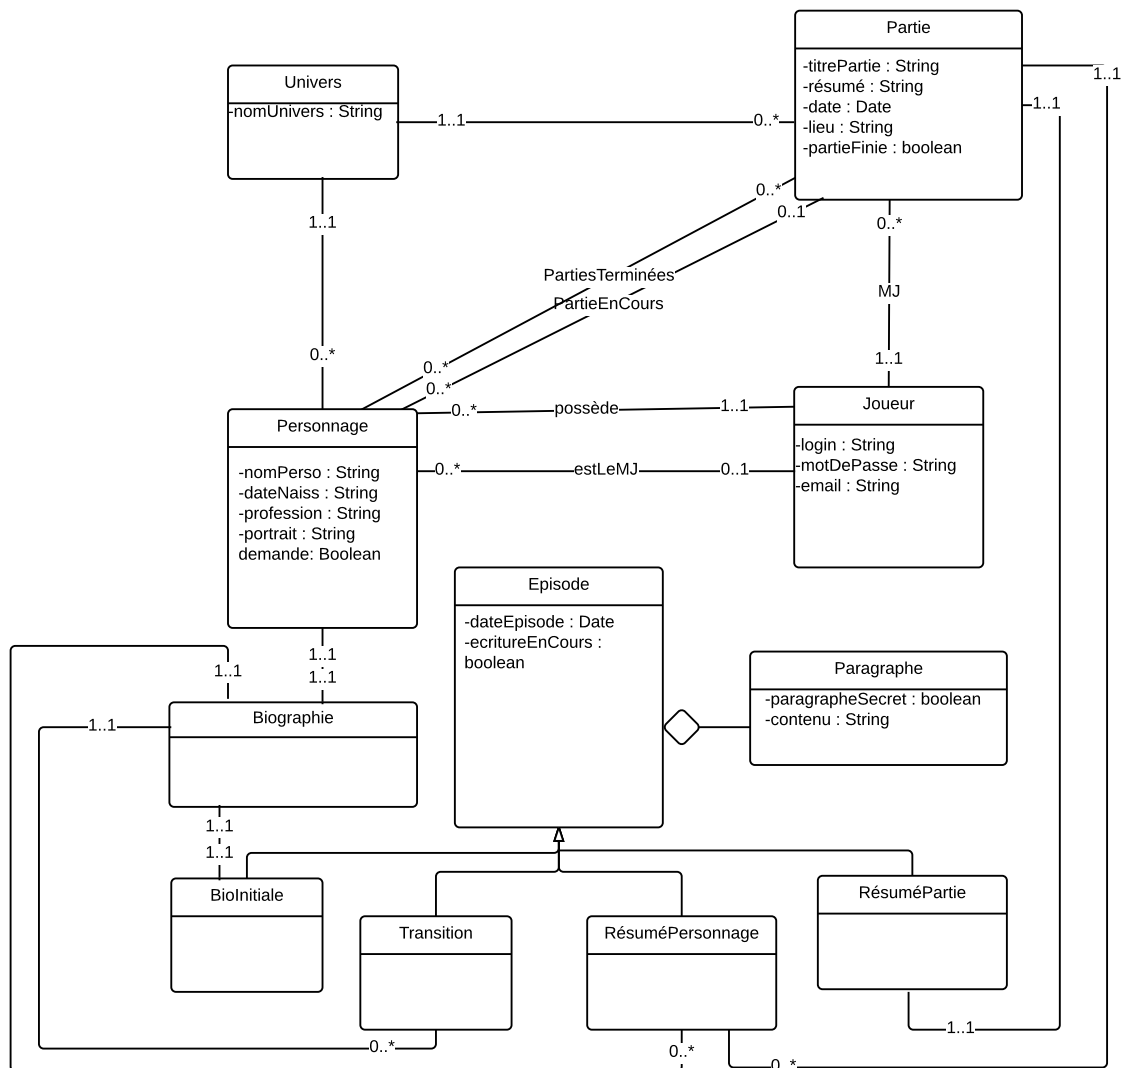 Partie
-titrePartie : String
-résumé : String
-date : Date
-lieu : String
-partieFinie : boolean
1..1
1..1
Univers
-nomUnivers : String
1..1
0..*
1..1
0..*
0..*
0..1
0..*
PartiesTerminées
PartieEnCours
MJ
0..*
0..*
1..1
Personnage
-nomPerso : String
-dateNaiss : String
-profession : String
-portrait : String
demande: Boolean
0..*
possède
1..1
0..*
estLeMJ
0..1
Joueur
-login : String
-motDePasse : String
-email : String
Episode
-dateEpisode : Date
-ecritureEnCours :
boolean
Paragraphe
-paragrapheSecret : boolean
-contenu : String
1..1
1..1
1..1
1..1
Biographie
1..1
1..1
BioInitiale
Transition
RésuméPersonnage
RésuméPartie
1..1
0..*
0..*
0..*